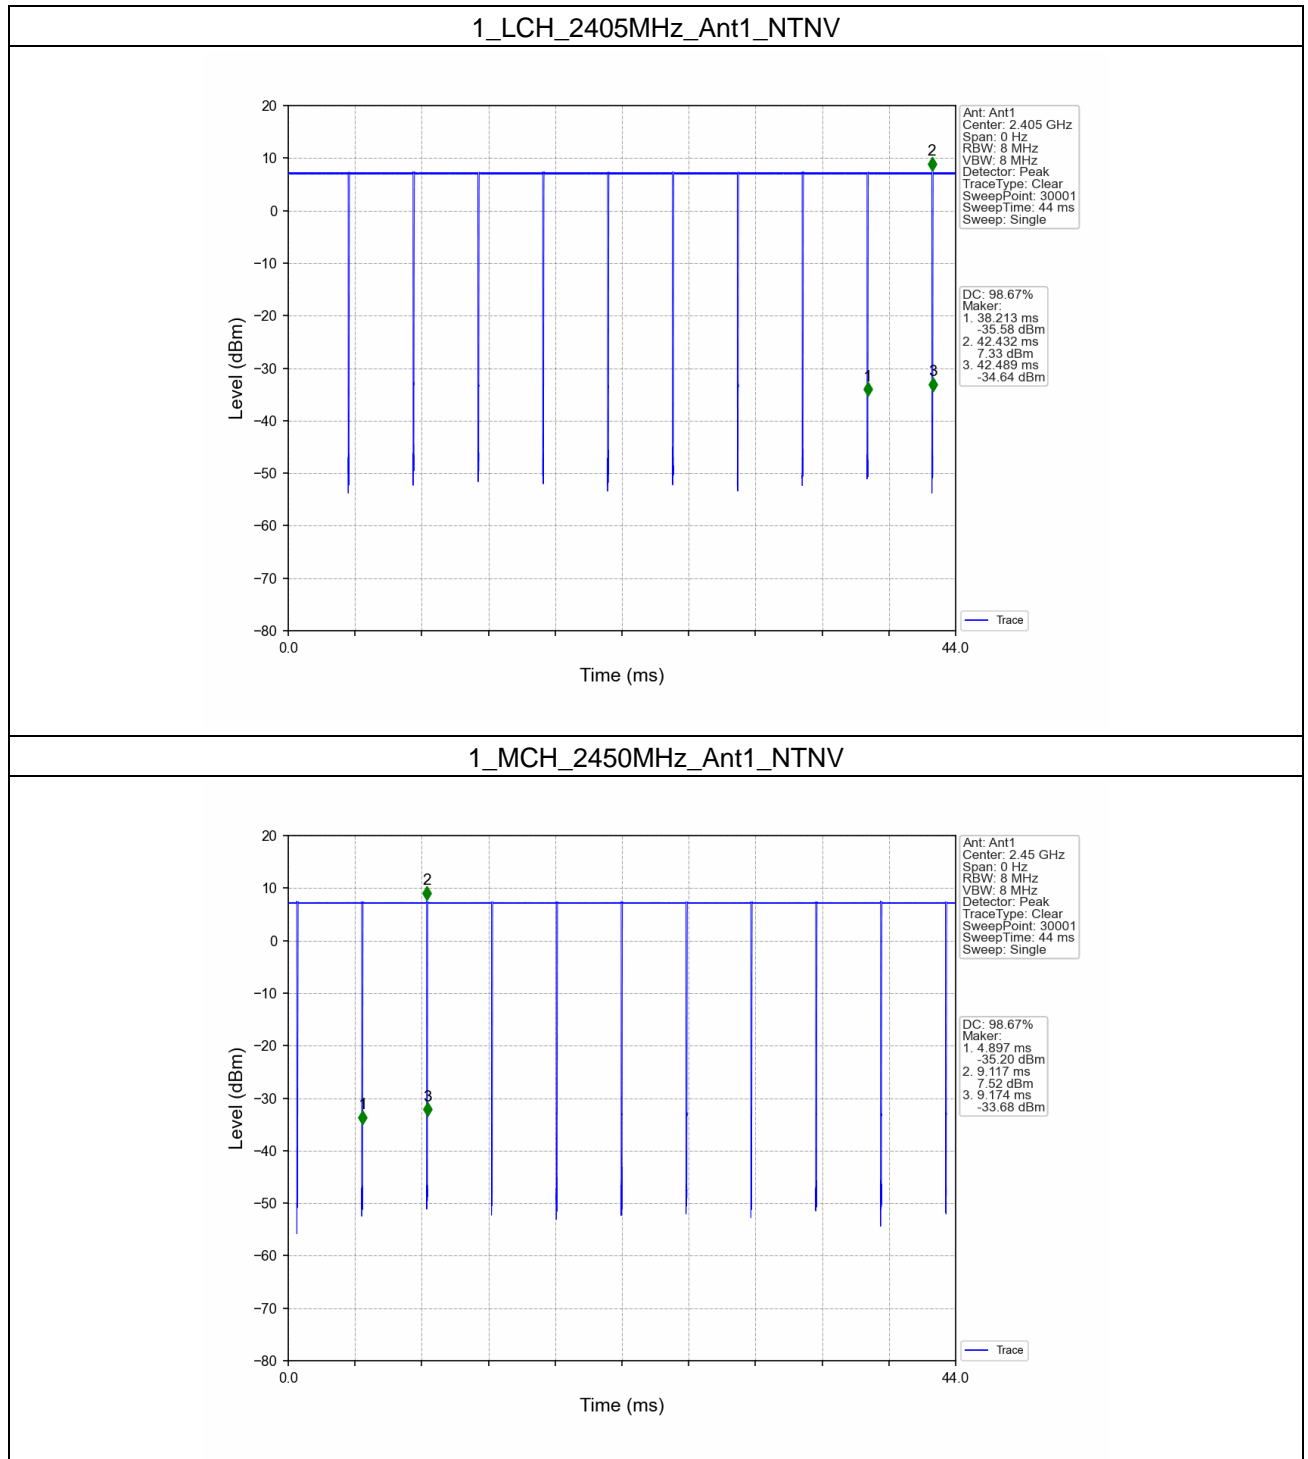 1_LCH_2405MHz_Ant1_NTNV
20
10
0
−10
−20
−30
−40
−50
−60
−70
−80
Level (dBm)
0.0
44.0
Time (ms)
1
2
3
Ant: Ant1
Center: 2.405 GHz
Span: 0 Hz
RBW: 8 MHz
VBW: 8 MHz
Detector: Peak
TraceType: Clear
SweepPoint: 30001
SweepTime: 44 ms
Sweep: Single
DC: 98.67%
Maker:
1. 38.213 ms
-35.58 dBm
2. 42.432 ms
7.33 dBm
3. 42.489 ms
-34.64 dBm
Trace
1_MCH_2450MHz_Ant1_NTNV
20
10
0
−10
−20
−30
−40
−50
−60
−70
−80
Level (dBm)
0.0
44.0
Time (ms)
1
2
3
Ant: Ant1
Center: 2.45 GHz
Span: 0 Hz
RBW: 8 MHz
VBW: 8 MHz
Detector: Peak
TraceType: Clear
SweepPoint: 30001
SweepTime: 44 ms
Sweep: Single
DC: 98.67%
Maker:
1. 4.897 ms
-35.20 dBm
2. 9.117 ms
7.52 dBm
3. 9.174 ms
-33.68 dBm
Trace